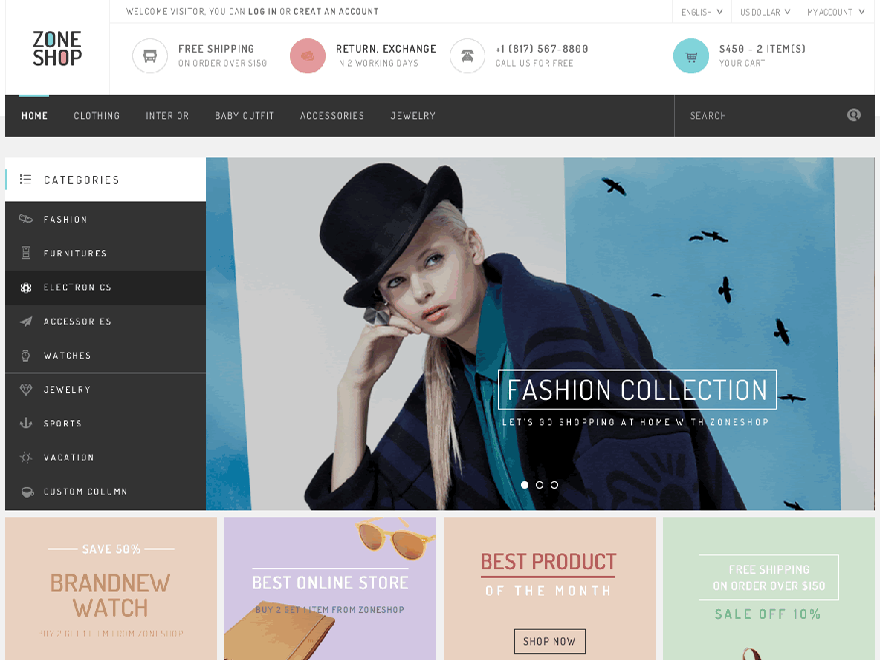 WELCOME VISITOR, YOU CAN LOG IN OR CREAT AN ACCOUNT
ENGLISH
US DOLLAR
MY ACCOUNT
ZONE
SHOP
FREE SHIPPING
ON ORDER OVER $150
RETURN, EXCHANGE
IN 2 WORKING DAYS
+1 (817) 567-8800
CALL US FOR FREE
$450 - 2 ITEM(S)
YOUR CART
HOME
CLOTHING
INTERIOR
BABY OUTFIT
ACCESSORIES
JEWELRY
SEARCH
CATEGORIES
FASHION
FURNITURES
ELECTRONICS
ACCESSORIES
WATCHES
JEWELRY
SPORTS
VACATION
CUSTOM COLUMN
FASHION COLLECTION
LET'S GO SHOPPING AT HOME WITH ZONESHOP
SAVE 50%
BRANDNEW
WATCH
BUY 2 GET 1 ITEM FROM ZONESHOP
BEST ONLINE STORE
BUY 2 GET 1 ITEM FROM ZONESHOP
BEST PRODUCT
OF THE MONTH
SHOP NOW
FREE SHIPPING
ON ORDER OVER $150
SALE OFF 10%